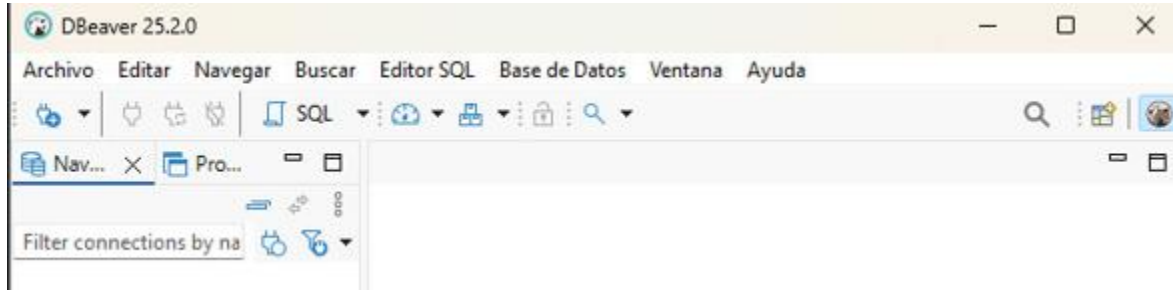 DBeaver 25.2.0
Archivo Editar Navegar Buscar Editor SQL Base de Datos Ventana Ayuda
SQL
Nav... Pro...
Filter connections by na